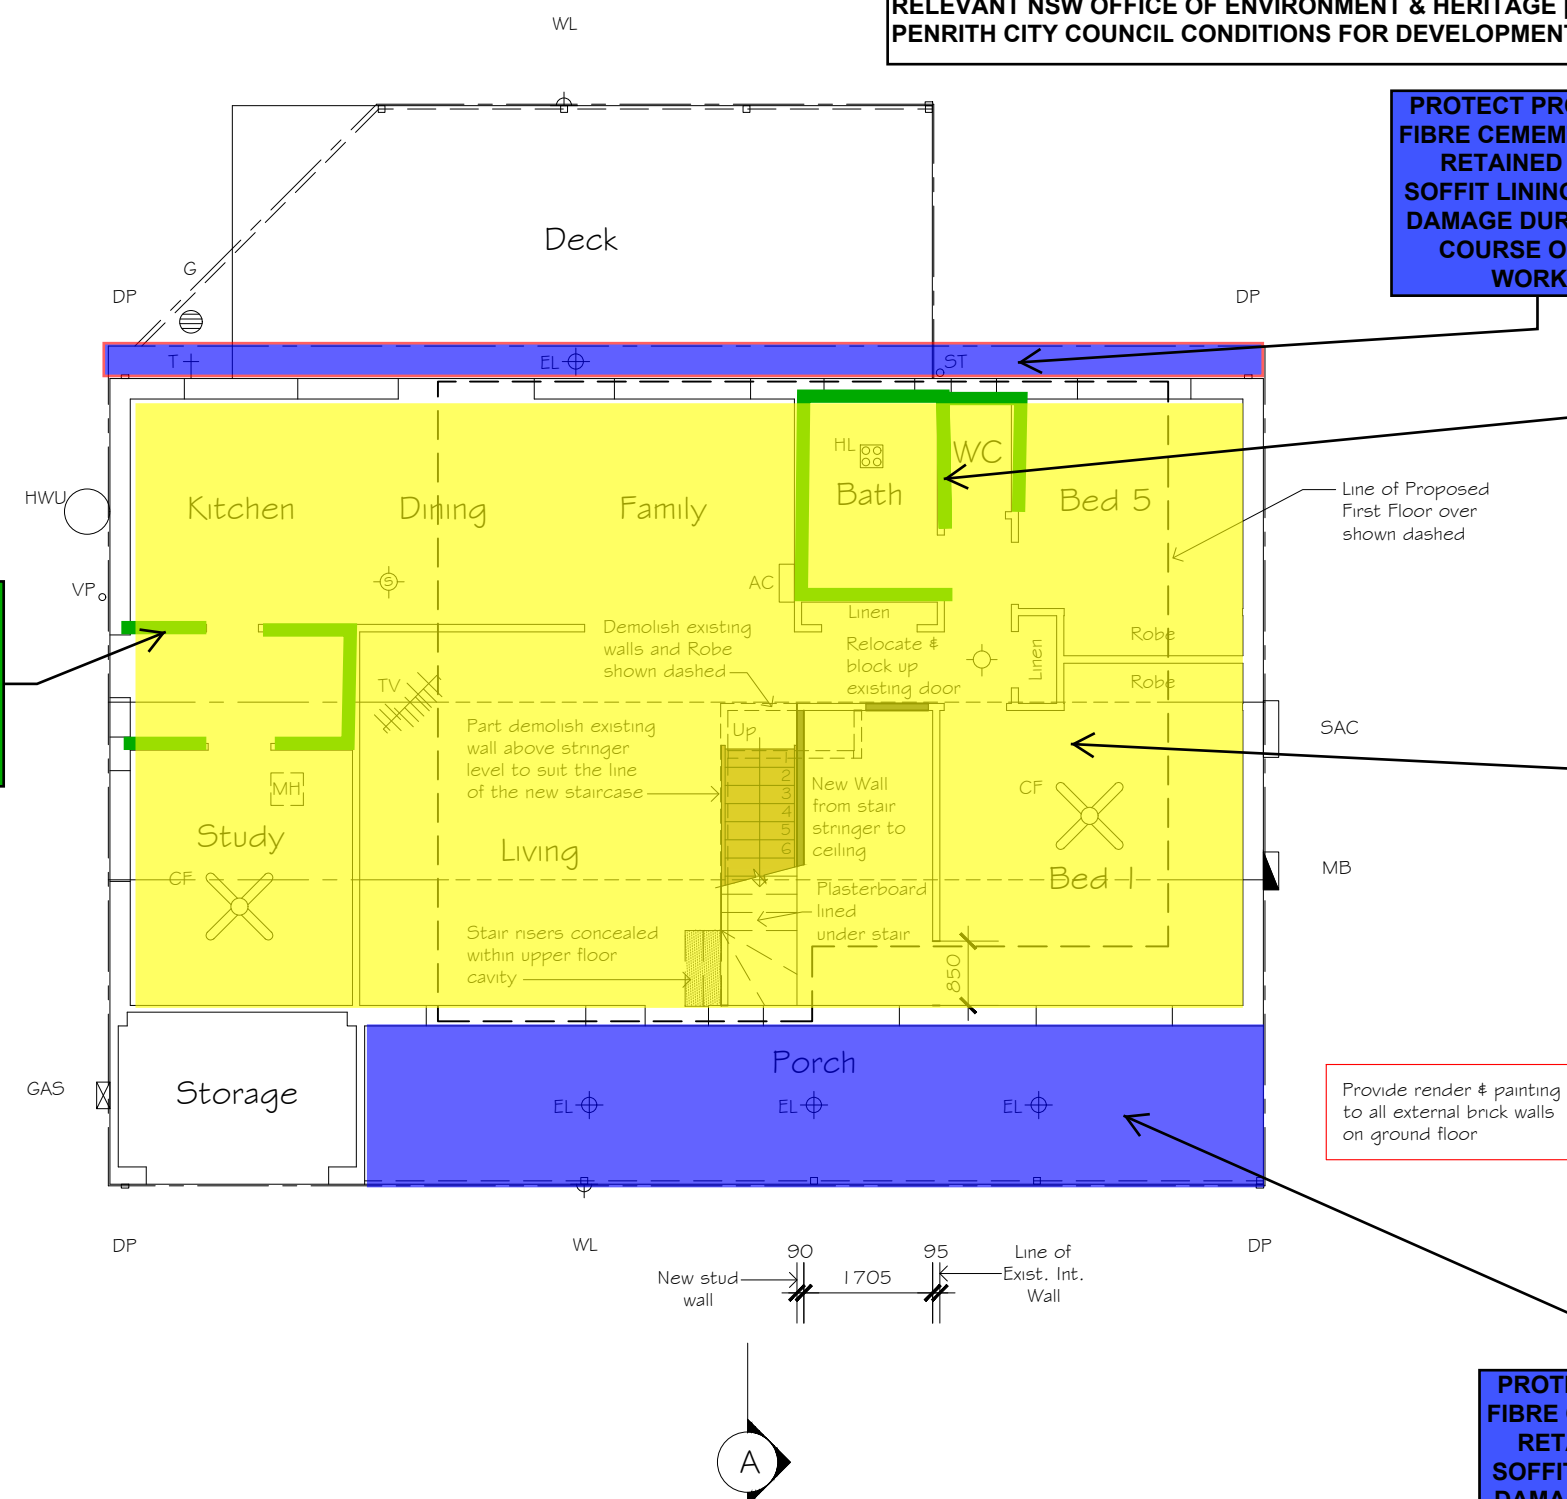 WL
RELEVANT NSW OFFICE OF ENVIRONMENT & HERITAGE
PENRITH CITY COUNCIL CONDITIONS FOR DEVELOPMENT
PROTECT
FIBRE
RETAINED
SOFFIT
DAMAGE
COURSE
WORK
Deck
G
DP
DP
T
EL
ST
HL
WC
Bath
Bed 5
Kitchen
Dining
Family
HWU
Line of Proposed
First Floor over
shown dashed
VP
S
AC
Linen
Demolish existing
walls and Robe
shown dashed
Relocate &
block up
existing door
Linen
Robe
Robe
TV
Up
Part demolish existing
wall above stringer
level to suit the line
of the new staircase
1
2
3
4
5
6
New Wall
from stair
stringer to
ceiling
SAC
CF
MH
Study
Living
CF
Bed 1
MB
Plasterboard
lined
under stair
Stair risers concealed
within upper floor
cavity
850
Porch
Storage
GAS
EL
EL
EL
Provide render & painting
to all external brick walls
on ground floor
DP
WL
DP
90
95
1705
New stud
wall
Line of
Exist. Int.
Wall
A
FIBRE